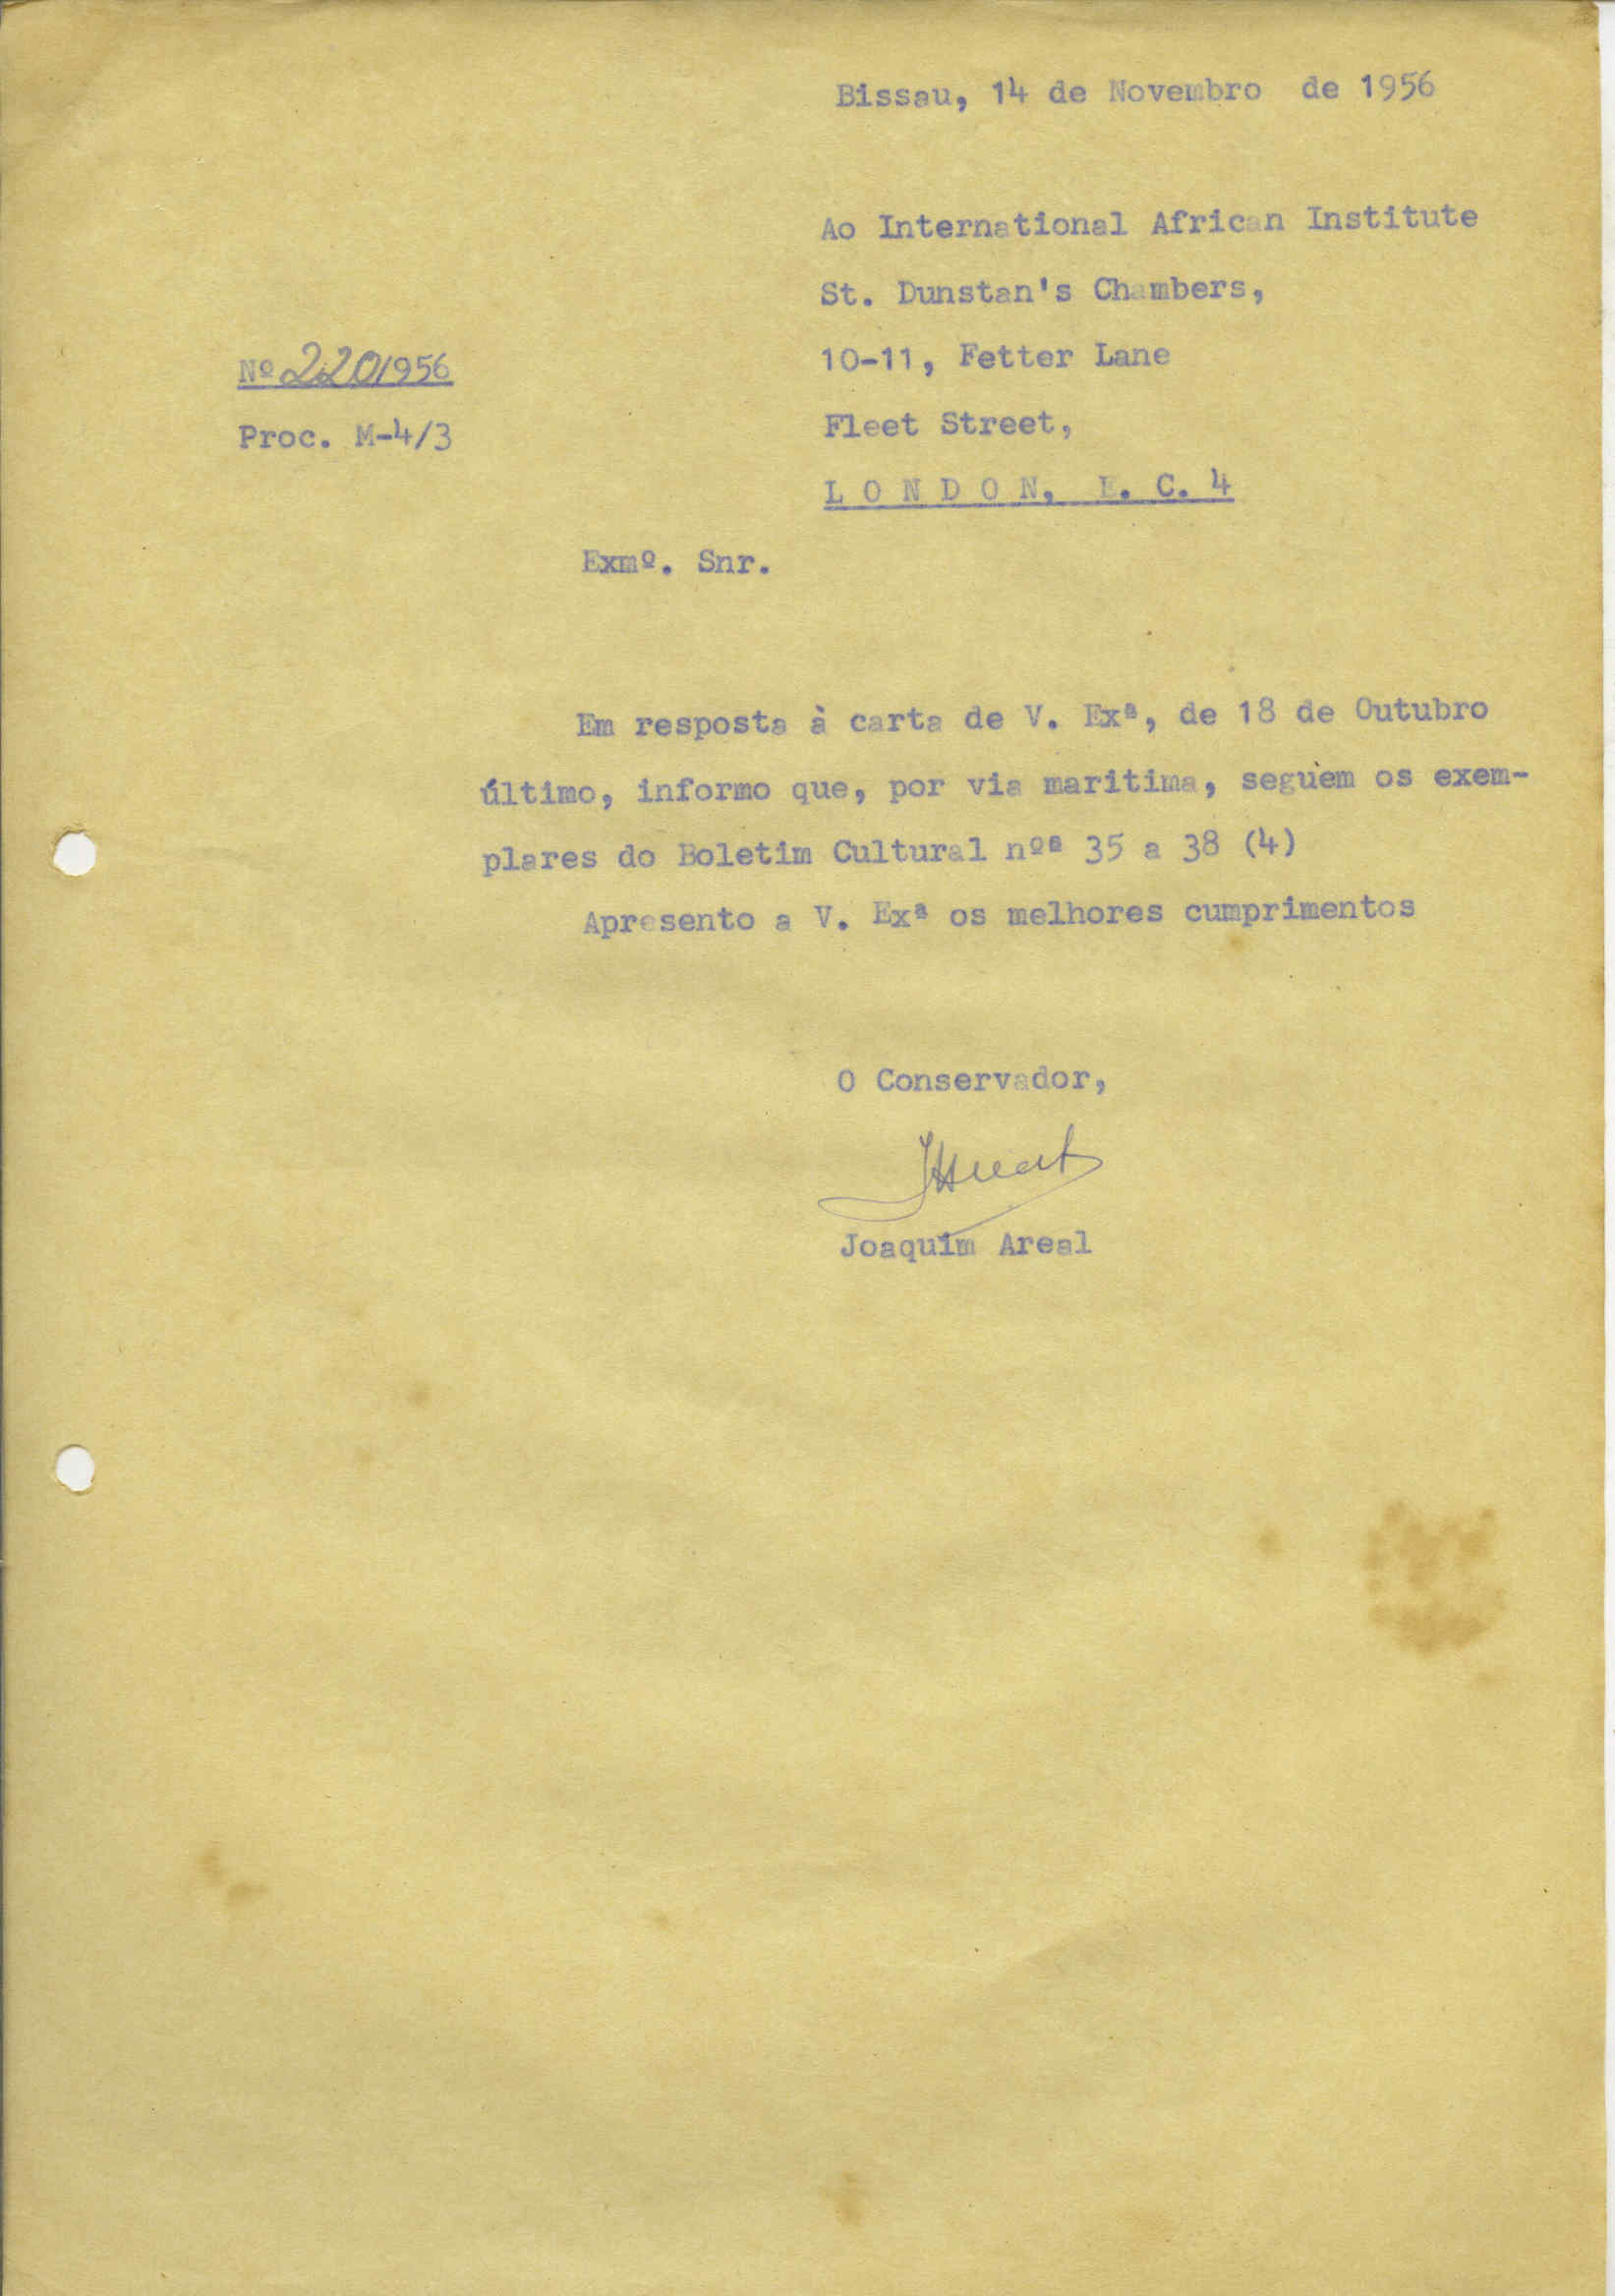 Bissau, 14 de Novembro de 1956
Ao International African Institute
St. Dunstan's Chambers,
10-11, Fetter Lane
Fleet Street,
L O N D O N, E. C. 4
Nº 220/956
Proc. M-4/3
Exmº. Snr.
Em resposta à carta de V. Exª, de 18 de Outubro
último, informo que, por via maritima, seguem os exem-
plares do Boletim Cultural nºª 35 a 38 (4)
Apresento a V. Exª os melhores cumprimentos
O Conservador,
Joaquim Areal